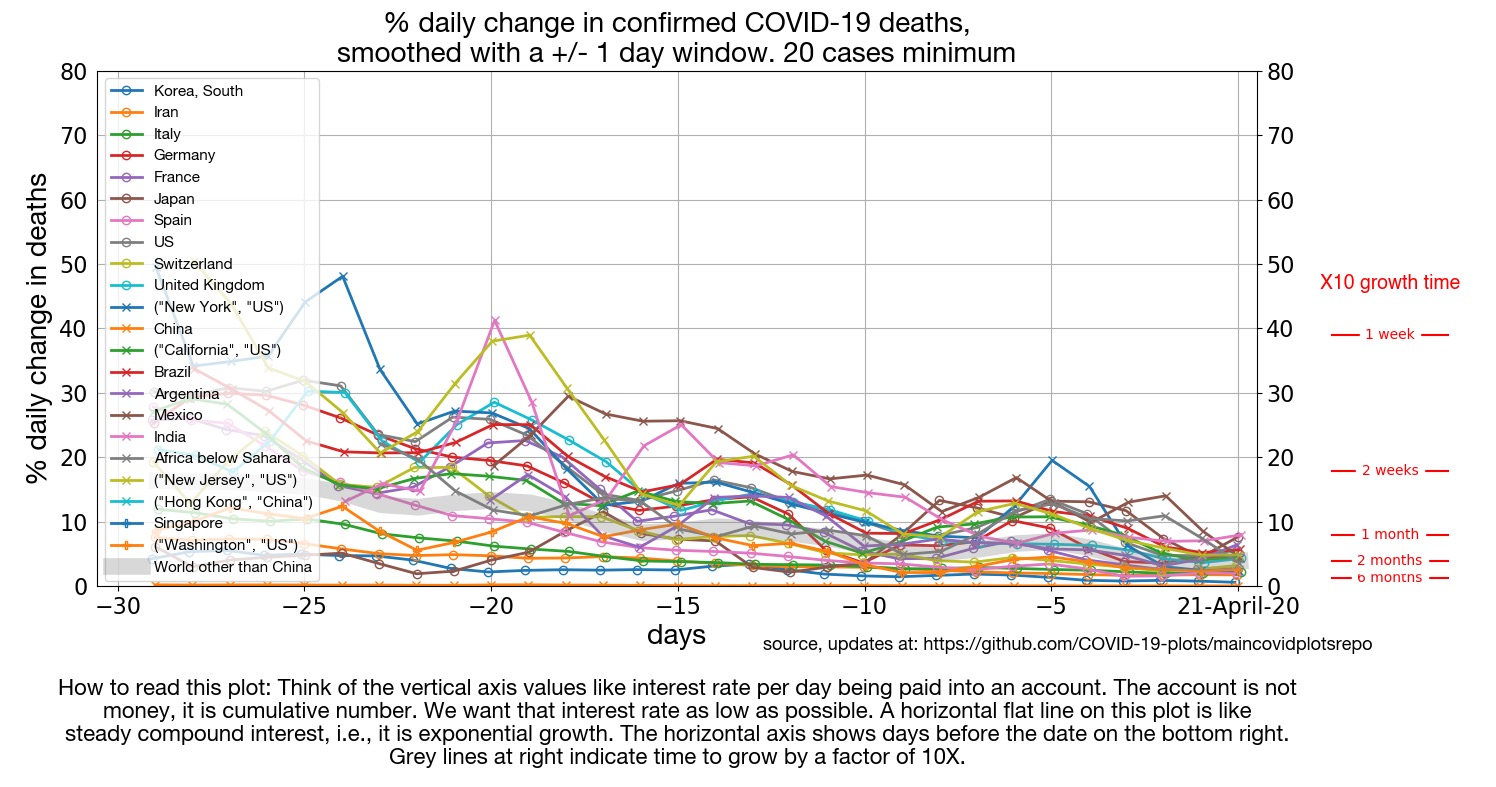 % daily change in confirmed COVID-19 deaths,
smoothed with a +/- 1 day window. 20 cases minimum
80
70
60
50
40
30
20
10
0
% daily change in deaths
Korea, South
Iran
Italy
Germany
France
Japan
Spain
US
Switzerland
United Kingdom
("New York", "US")
China
("California", "US")
Brazil
Argentina
Mexico
India
Africa below Sahara
("New Jersey", "US")
("Hong Kong", "China")
Singapore
("Washington", "US")
World other than China
80
70
60
50
40
30
20
10
0
X10 growth time
1 week
2 weeks
1 month
2 months
6 months
−30 −25 −20 −15 −10 −5 21-April-20
days
source, updates at: https://github.com/COVID-19-plots/maincovidplotsrepo
How to read this plot: Think of the vertical axis values like interest rate per day being paid into an account. The account is not
money, it is cumulative number. We want that interest rate as low as possible. A horizontal flat line on this plot is like
steady compound interest, i.e., it is exponential growth. The horizontal axis shows days before the date on the bottom right.
Grey lines at right indicate time to grow by a factor of 10X.